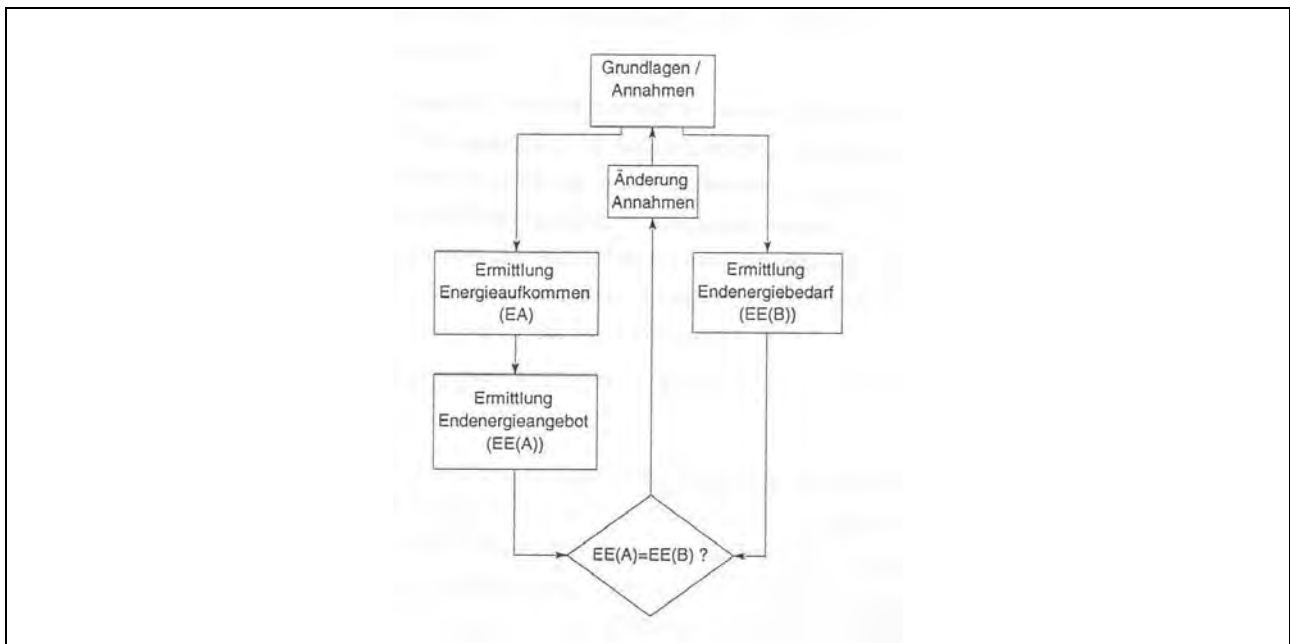 Grundlagen /
Annahmen
Änderung
Annahmen
Ermittlung
Energieaufkommen
(EA)
Ermittlung
Endenergiebedarf
(EE(B))
Ermittlung
Endenergieangebot
(EE(A))
EE(A)=EE(B) ?